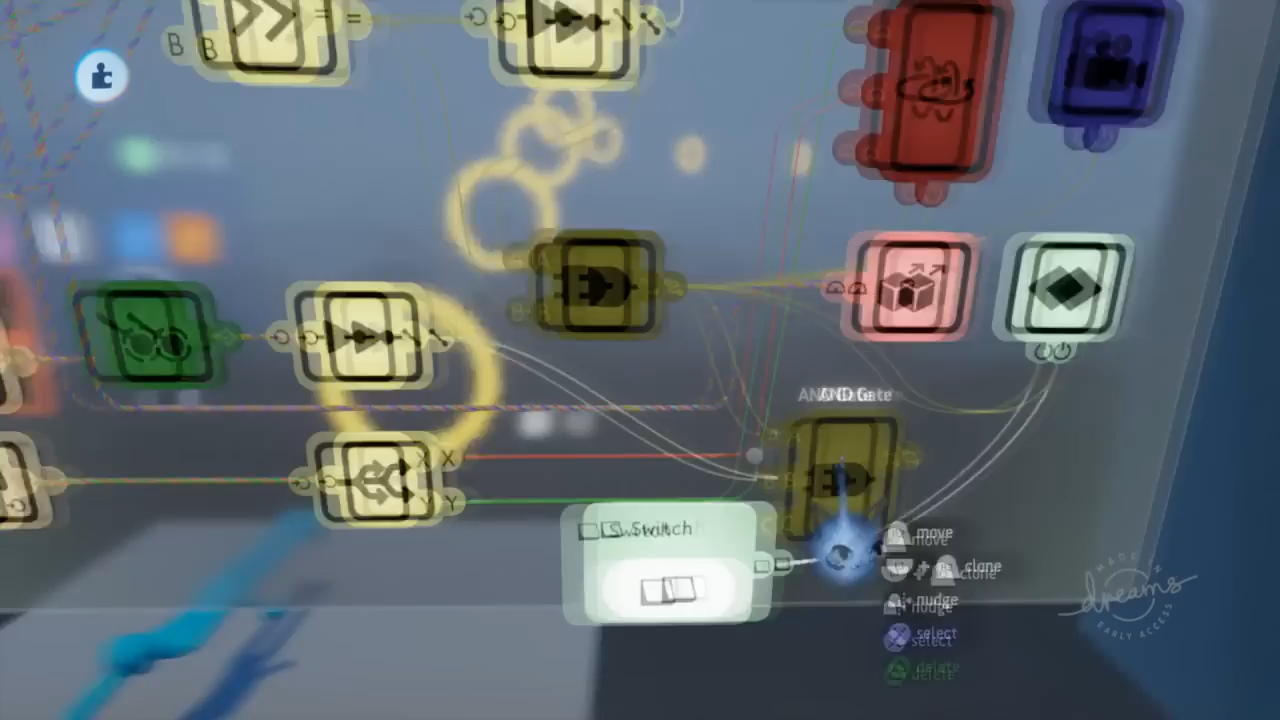 B B
= =
X X
Y Y
AND Gate
Switch
move
clone
nudge
select
delete
MADE IN
dreams
EARLY ACCESS